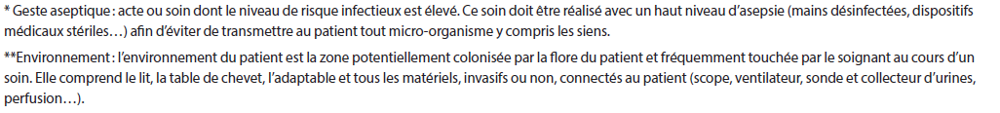 * Geste aseptique : acte ou soin dont le niveau de risque infectieux est élevé. Ce soin doit être réalisé avec un haut niveau d'asepsie (mains désinfectées, dispositifs
médicaux stériles…) afin d'éviter de transmettre au patient tout micro-organisme y compris les siens.
**Environnement : l'environnement du patient est la zone potentiellement colonisée par la flore du patient et fréquemment touchée par le soignant au cours d'un
soin. Elle comprend le lit, la table de chevet, l'adaptable et tous les matériels, invasifs ou non, connectés au patient (scope, ventilateur, sonde et collecteur d'urines,
perfusion…).